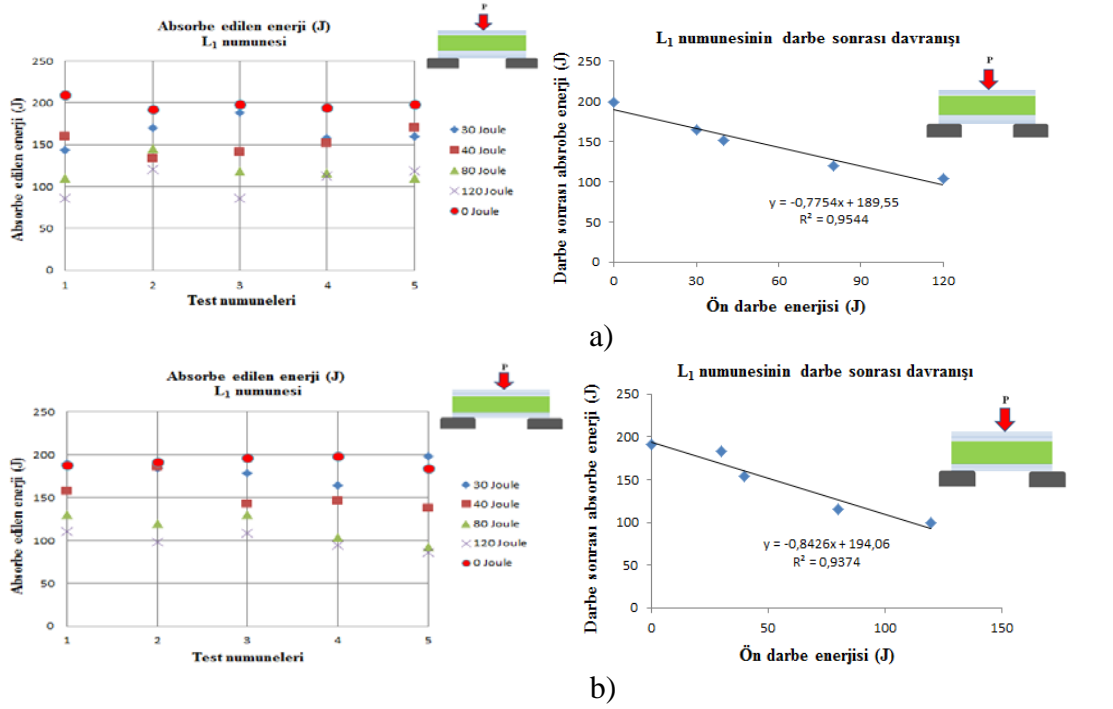 Absorbe edilen enerji (J)
L₁ numunesi
P
Absorbe edilen enerji (J)
250
200
150
100
50
0
1 2 3 4 5
Test numuneleri
30 Joule
40 Joule
80 Joule
120 Joule
0 Joule
L₁ numunesinin darbe sonrası davranışı
P
Darbe sonrası absrobe enerji (J)
250
200
150
100
50
0
y = -0,7754x + 189,55
R² = 0,9544
0 30 60 90 120
Ön darbe enerjisi (J)
a)
Absorbe edilen enerji (J)
L₁ numunesi
P
Absorbe edilen enerji (J)
250
200
150
100
50
0
1 2 3 4 5
Test numuneleri
30 Joule
40 Joule
80 Joule
120 Joule
0 Joule
L₁ numunesinin darbe sonrası davranışı
P
Darbe sonrası absorbe enerji (J)
250
200
150
100
50
0
y = -0,8426x + 194,06
R² = 0,9374
0 50 100 150
Ön darbe enerjisi (J)
b)